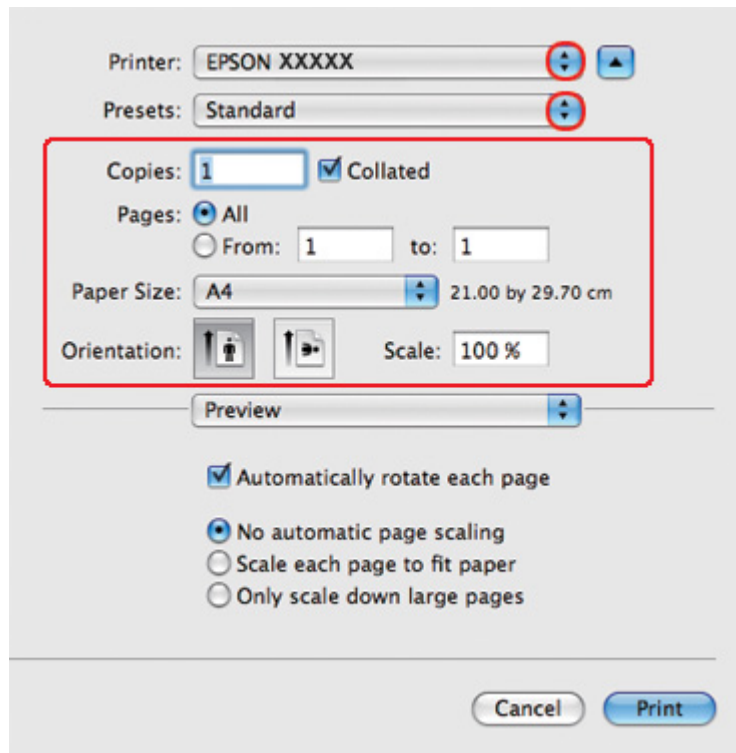 Printer: EPSON XXXXX
Presets: Standard
Copies: 1 Collated
Pages: All
From: 1 to: 1
Paper Size: A4 21.00 by 29.70 cm
Orientation: Scale: 100 %
Preview
Automatically rotate each page
No automatic page scaling
Scale each page to fit paper
Only scale down large pages
Cancel Print